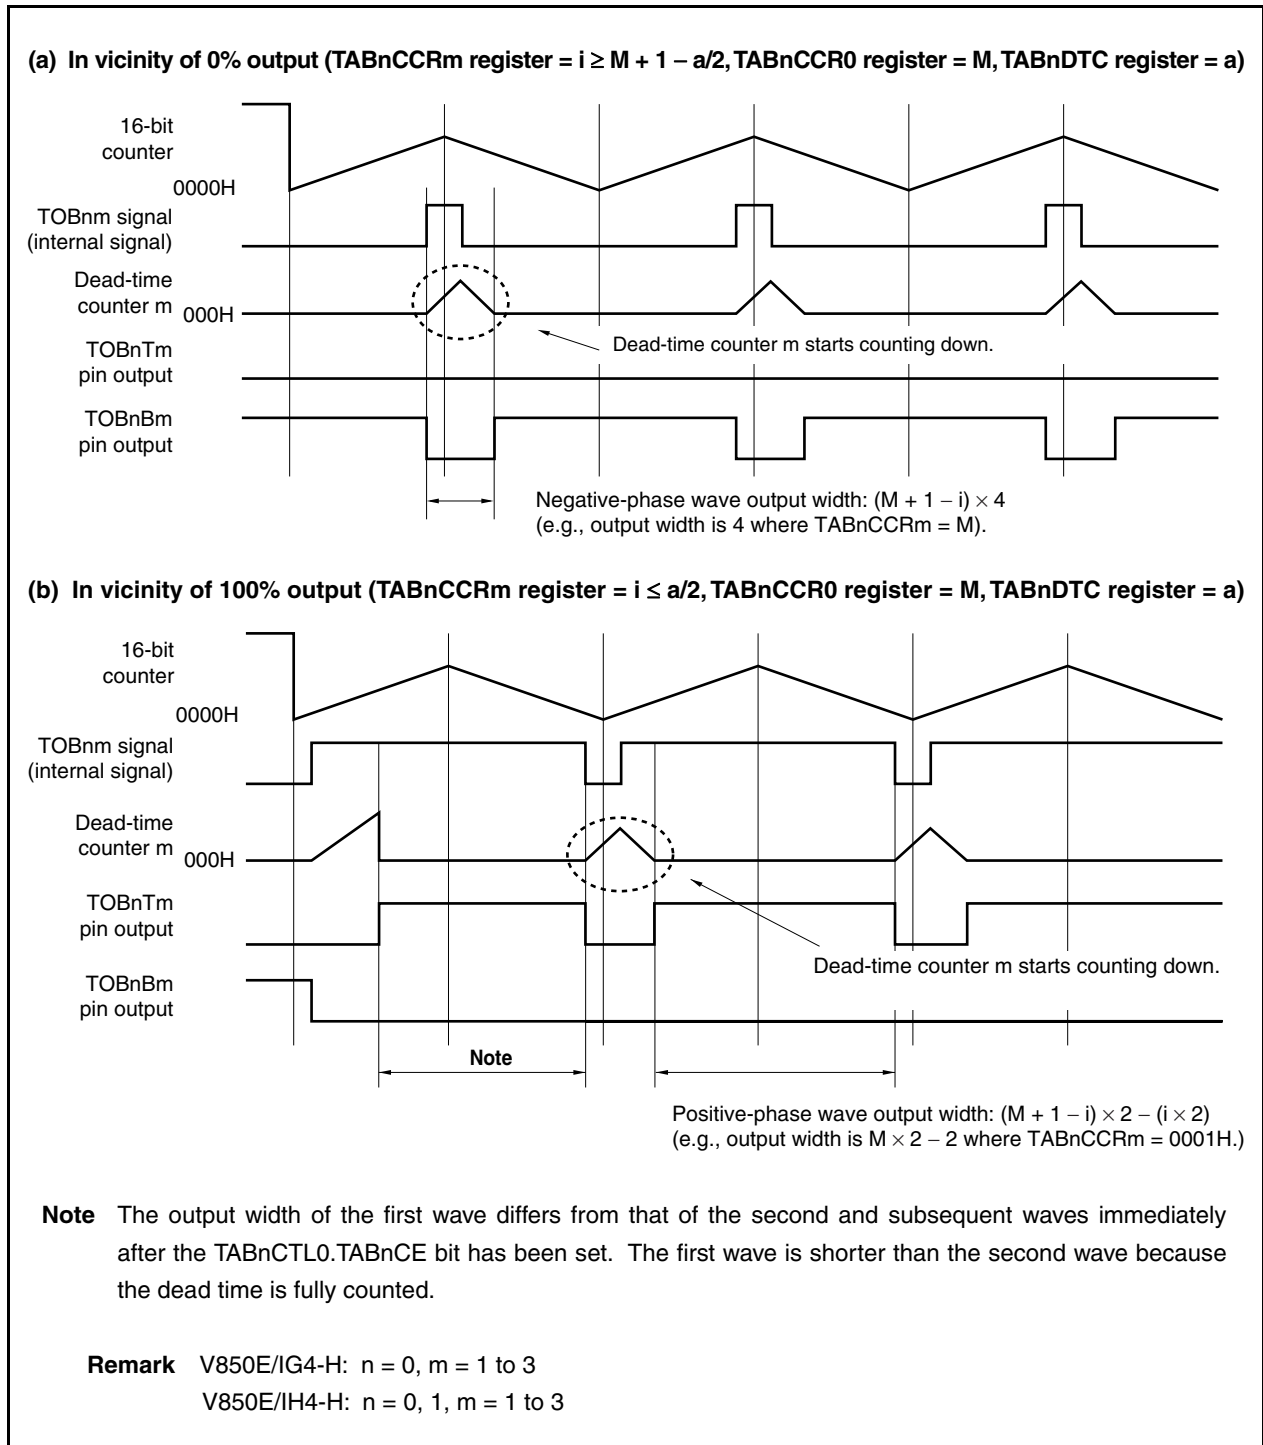 (a) In vicinity of 0% output (TABnCCRm register = i ≥ M + 1 – a/2, TABnCCR0 register = M, TABnDTC register = a)
16-bit
counter
0000H
TOBnm signal
(internal signal)
Dead-time
counter m
000H
Dead-time counter m starts counting down.
TOBnTm
pin output
TOBnBm
pin output
Negative-phase wave output width: (M + 1 – i) × 4
(e.g., output width is 4 where TABnCCRm = M).
(b) In vicinity of 100% output (TABnCCRm register = i ≤ a/2, TABnCCR0 register = M, TABnDTC register = a)
16-bit
counter
0000H
TOBnm signal
(internal signal)
Dead-time
counter m
000H
TOBnTm
pin output
Dead-time counter m starts counting down.
TOBnBm
pin output
Note
Positive-phase wave output width: (M + 1 – i) × 2 – (i × 2)
(e.g., output width is M × 2 – 2 where TABnCCRm = 0001H.)
Note The output width of the first wave differs from that of the second and subsequent waves immediately
after the TABnCTL0.TABnCE bit has been set. The first wave is shorter than the second wave because
the dead time is fully counted.
Remark V850E/IG4-H: n = 0, m = 1 to 3
V850E/IH4-H: n = 0, 1, m = 1 to 3